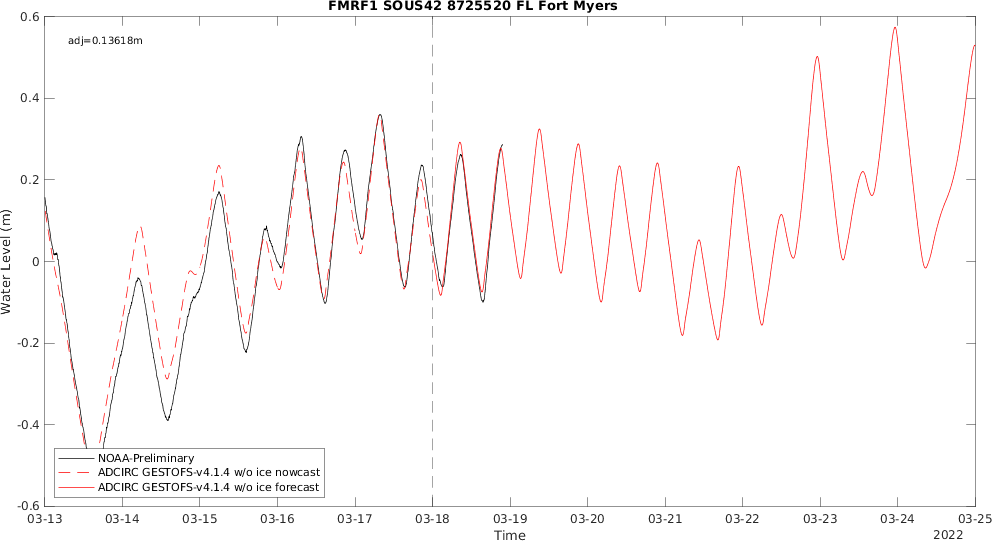 FMRF1 SOUS42 8725520 FL Fort Myers
adj=0.13618m
0.6
0.4
0.2
0
-0.2
-0.4
-0.6
Water Level (m)
NOAA-Preliminary
ADCIRC GESTOFS-v4.1.4 w/o ice nowcast
ADCIRC GESTOFS-v4.1.4 w/o ice forecast
03-13 03-14 03-15 03-16 03-17 03-18 03-19 03-20 03-21 03-22 03-23 03-24 03-25
Time
2022